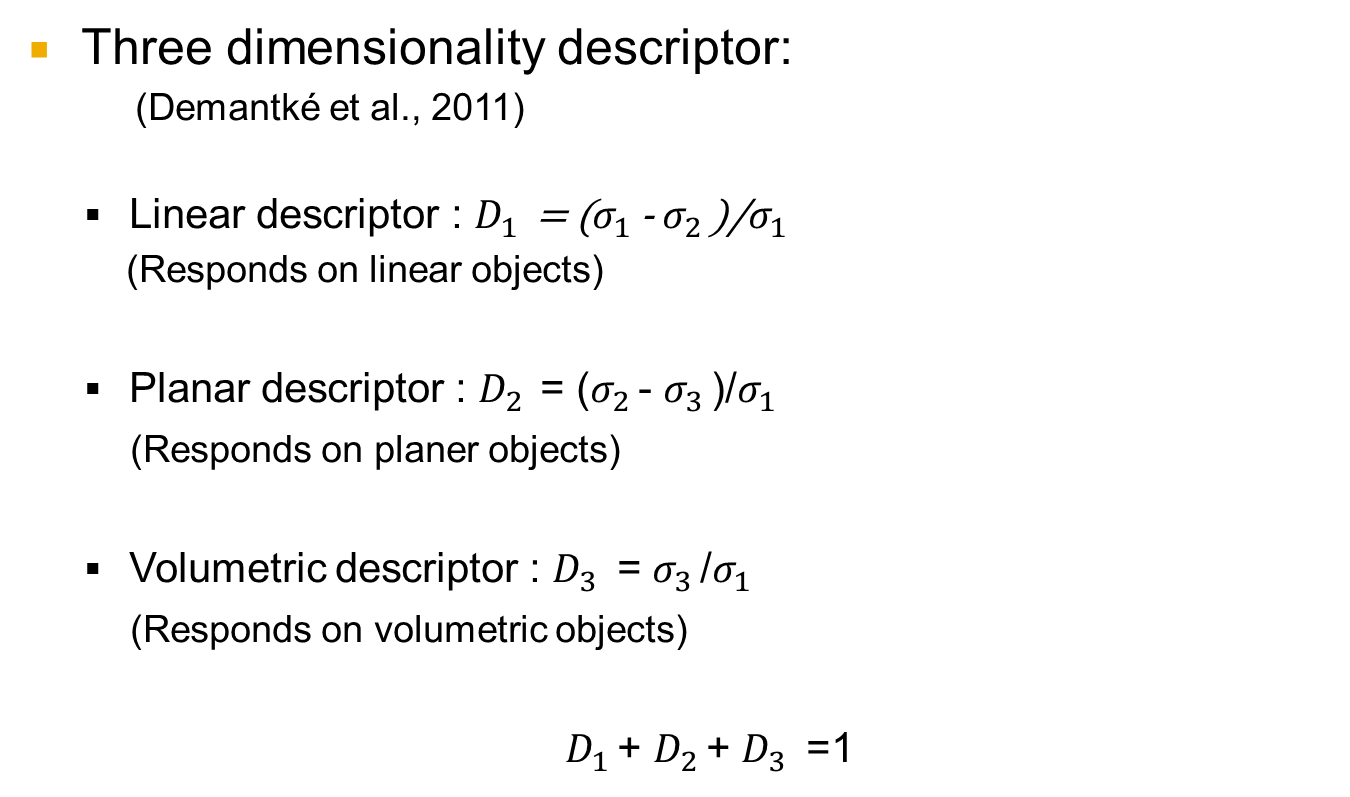 ▪ Three dimensionality descriptor:
(Demantké et al., 2011)
▪ Linear descriptor : D₁ = (σ₁ - σ₂ )/σ₁
(Responds on linear objects)
▪ Planar descriptor : D₂ = (σ₂ - σ₃ )/σ₁
(Responds on planer objects)
▪ Volumetric descriptor : D₃ = σ₃ /σ₁
(Responds on volumetric objects)
D₁ + D₂ + D₃ =1